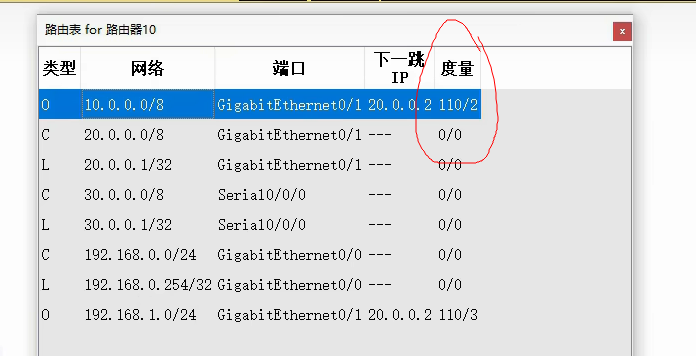 路由表 for 路由器10
x
类型 网络 端口 下一跳 IP 度量
O 10.0.0.0/8 GigabitEthernet0/1 20.0.0.2 110/2
C 20.0.0.0/8 GigabitEthernet0/1 --- 0/0
L 20.0.0.1/32 GigabitEthernet0/1 --- 0/0
C 30.0.0.0/8 Serial0/0/0 --- 0/0
L 30.0.0.1/32 Serial0/0/0 --- 0/0
C 192.168.0.0/24 GigabitEthernet0/0 --- 0/0
L 192.168.0.254/32 GigabitEthernet0/0 --- 0/0
O 192.168.1.0/24 GigabitEthernet0/1 20.0.0.2 110/3